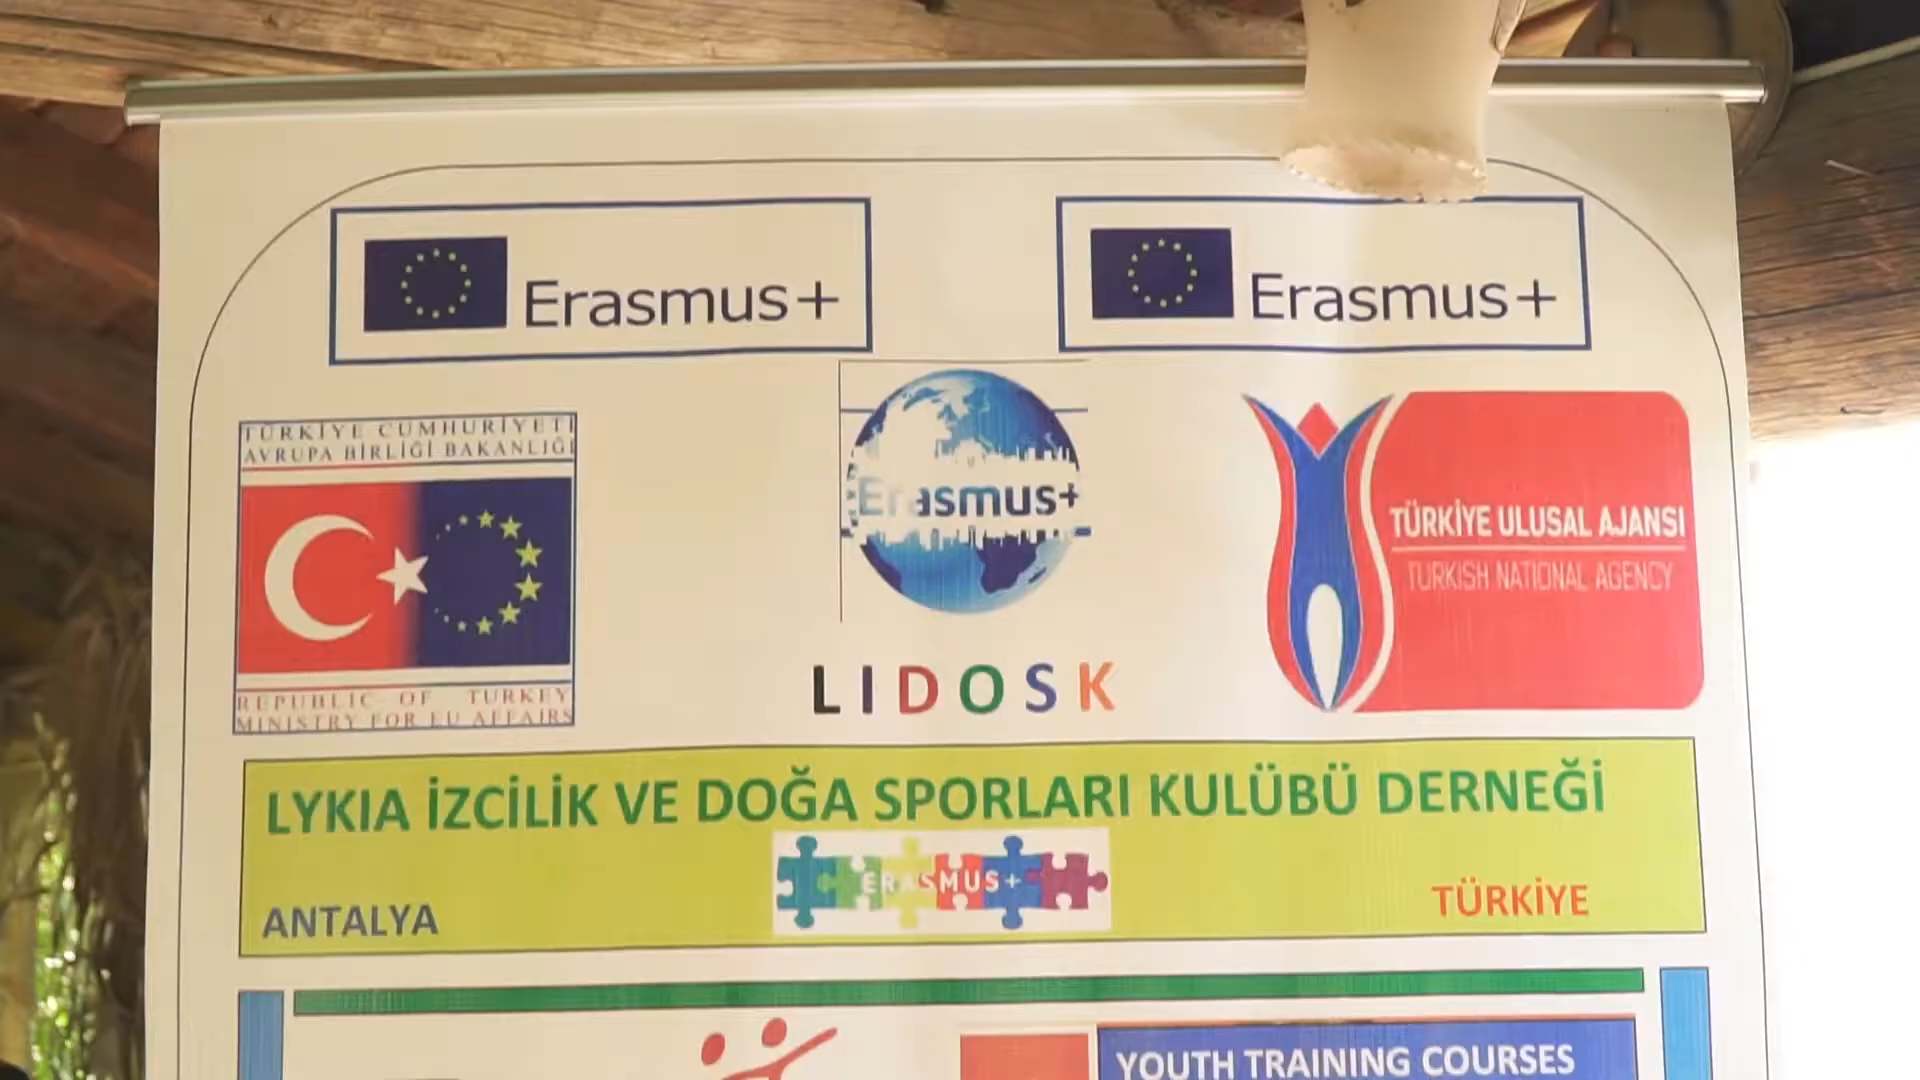 Erasmus+
Erasmus+
TÜRKİYE CUMHURİYETİ
AVRUPA BİRLİĞİ BAKANLIĞI
REPUBLIC OF TURKEY
MINISTRY FOR EU AFFAIRS
Erasmus+
TÜRKİYE ULUSAL AJANSI
TURKISH NATIONAL AGENCY
LIDOSK
LYKIA İZCİLİK VE DOĞA SPORLARI KULÜBÜ DERNEĞİ
ERASMUS+
ANTALYA
TÜRKİYE
YOUTH TRAINING COURSES